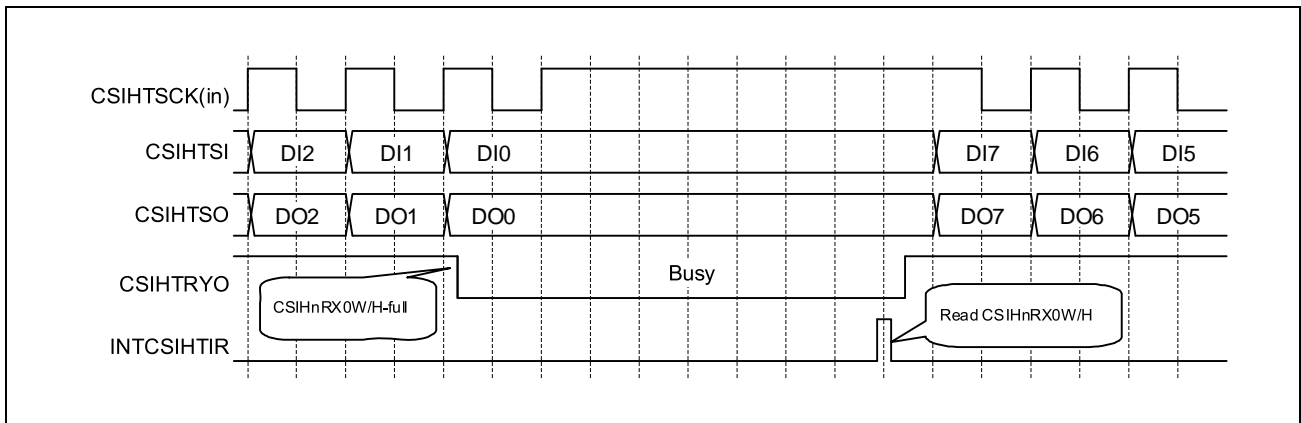 CSIHTSCK(in)
CSIHTSI DI2 DI1 DI0 DI7 DI6 DI5
CSIHTSO DO2 DO1 DO0 DO7 DO6 DO5
CSIHTRYO Busy
CSIHnRX0W/H-full
Read CSIHnRX0W/H
INTCSIHTIR